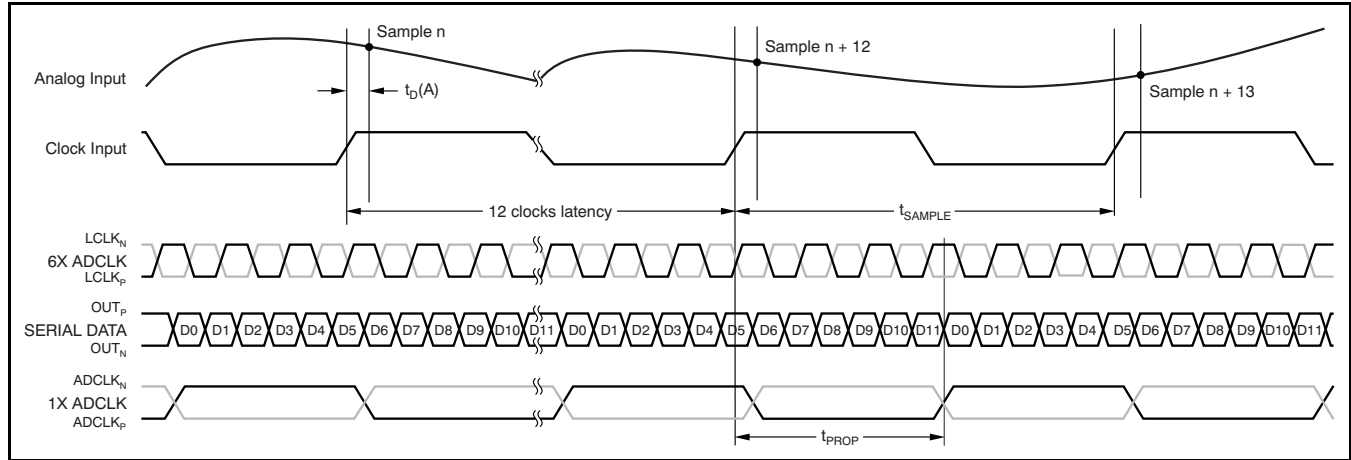 Sample n
Sample n + 12
Analog Input
t_D(A)
Sample n + 13
Clock Input
12 clocks latency
t_SAMPLE
LCLK_N
6X ADCLK
LCLK_P
OUT_P
SERIAL DATA D0 D1 D2 D3 D4 D5 D6 D7 D8 D9 D10 D11 D0 D1 D2 D3 D4 D5 D6 D7 D8 D9 D10 D11 D0 D1 D2 D3 D4 D5 D6 D7 D8 D9 D10 D11
OUT_N
ADCLK_N
1X ADCLK
ADCLK_P
t_PROP